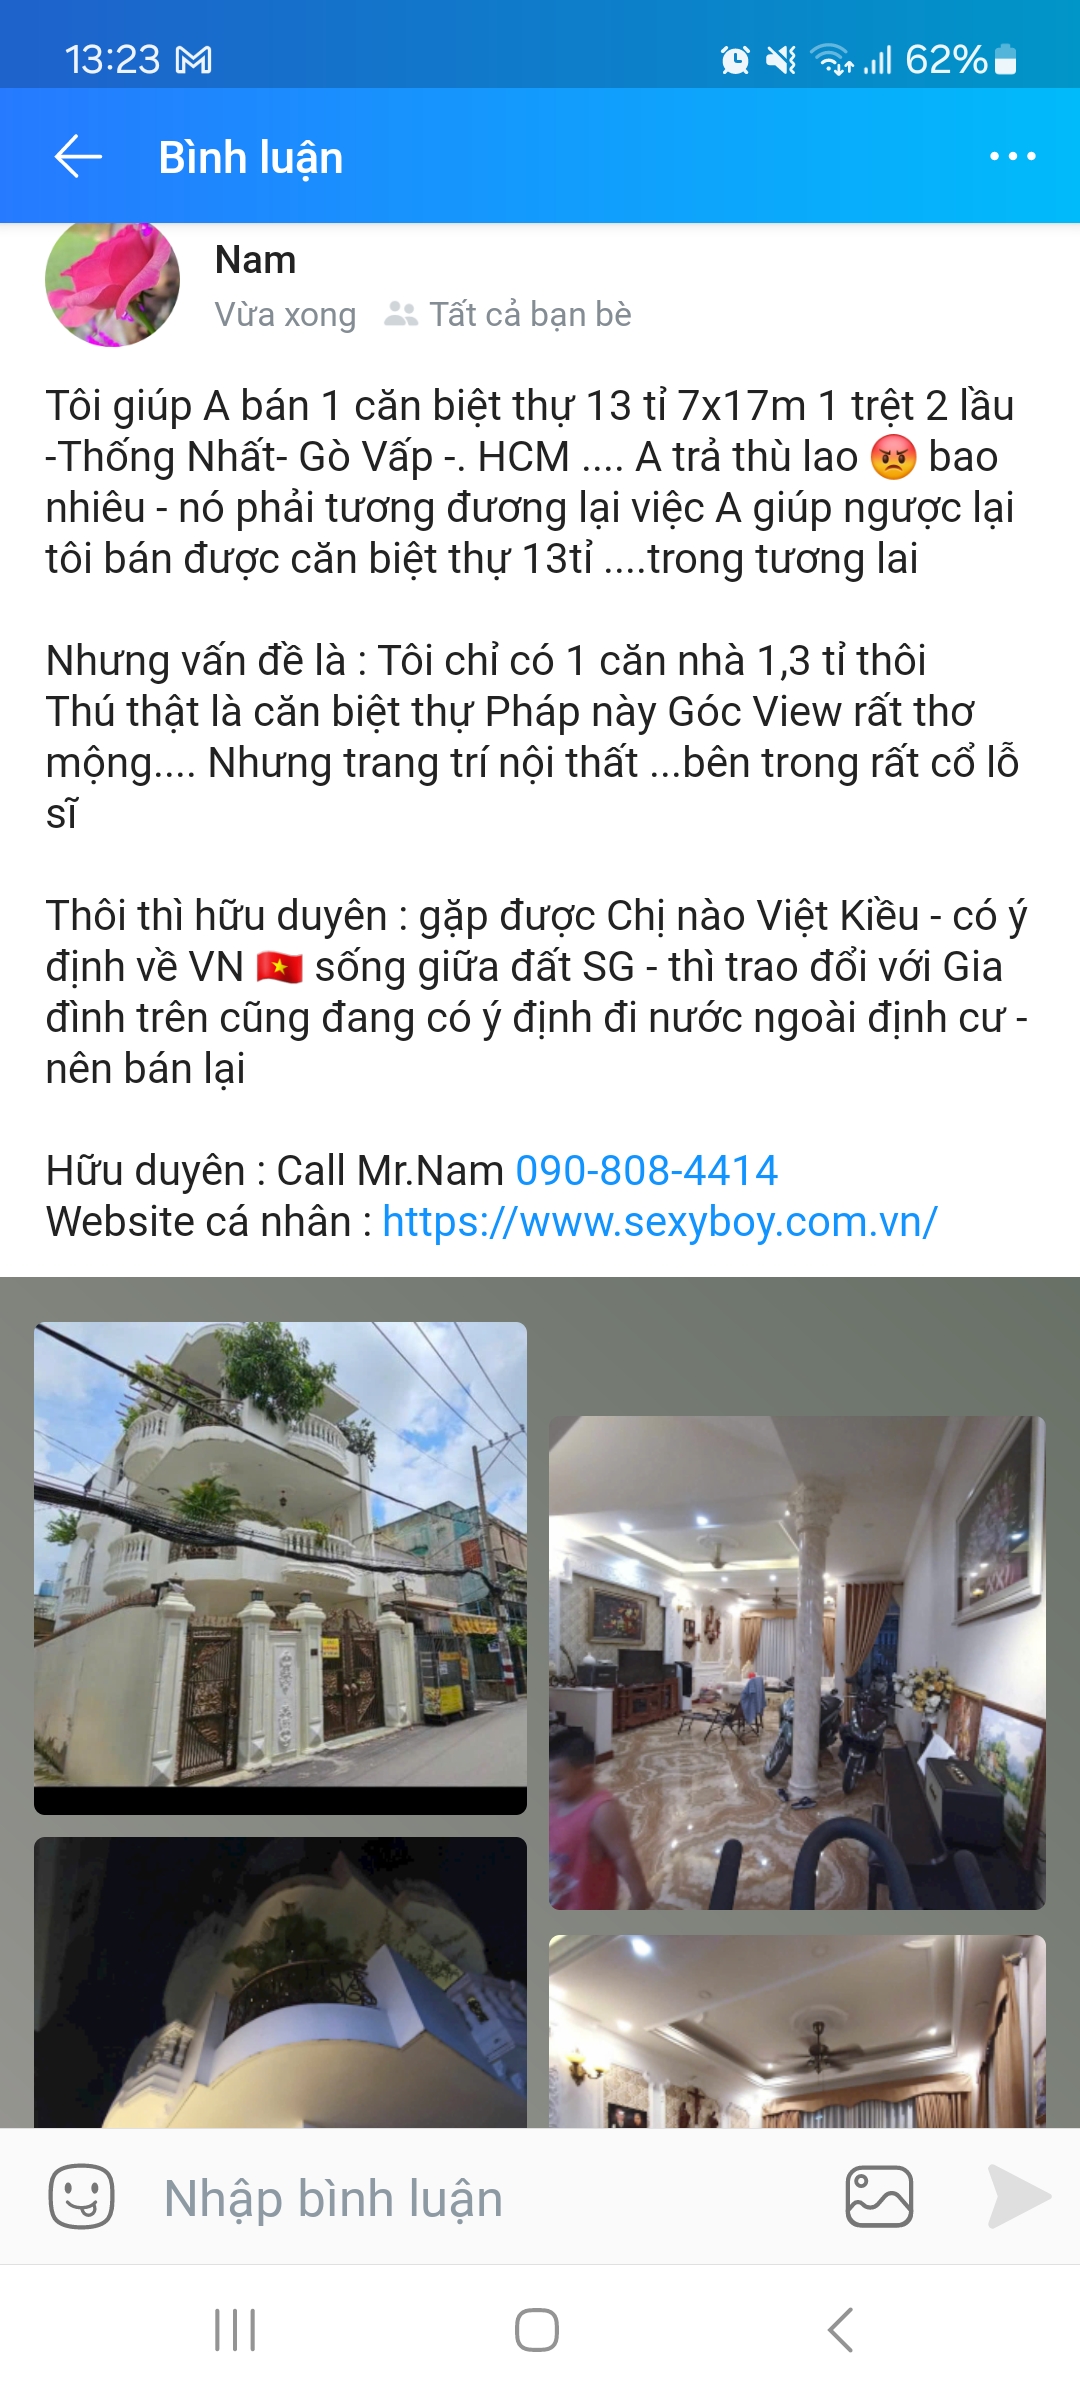 13:23
62%
Bình luận
Nam
Vừa xong Tất cả bạn bè
Tôi giúp A bán 1 căn biệt thự 13 tỉ 7x17m 1 trệt 2 lầu
-Thống Nhất- Gò Vấp -. HCM .... A trả thù lao 😡 bao
nhiêu - nó phải tương đương lại việc A giúp ngược lại
tôi bán được căn biệt thự 13tỉ ....trong tương lai
Nhưng vấn đề là : Tôi chỉ có 1 căn nhà 1,3 tỉ thôi
Thú thật là căn biệt thự Pháp này Góc View rất thơ
mộng.... Nhưng trang trí nội thất ...bên trong rất cổ lỗ
sĩ
Thôi thì hữu duyên : gặp được Chị nào Việt Kiều - có ý
định về VN 🇻🇳 sống giữa đất SG - thì trao đổi với Gia
đình trên cũng đang có ý định đi nước ngoài định cư -
nên bán lại
Hữu duyên : Call Mr.Nam 090-808-4414
Website cá nhân : https://www.sexyboy.com.vn/
Nhập bình luận